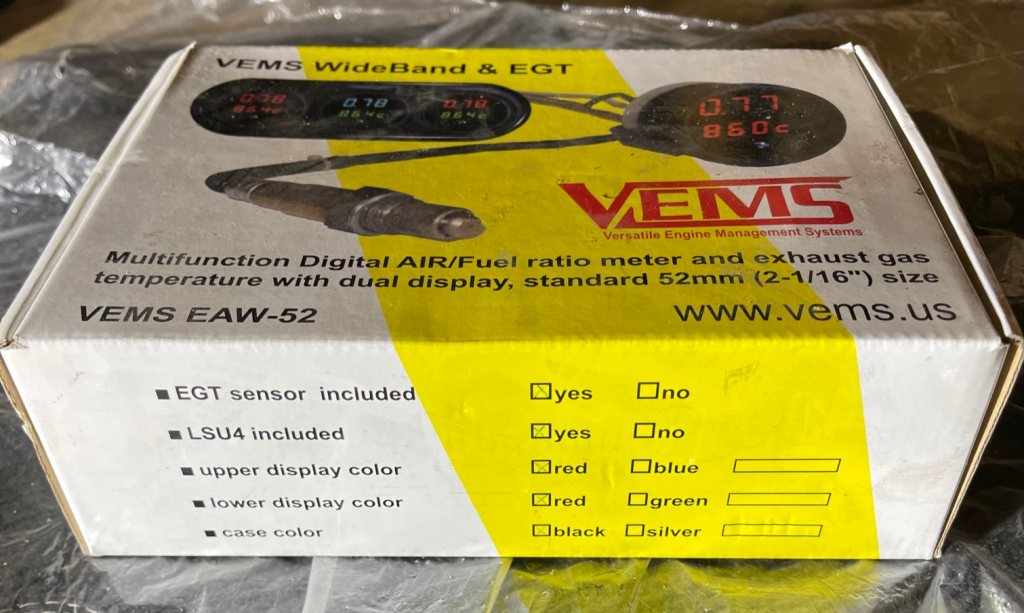 VEMS WideBand & EGT
0.78 0.78 0.78
864c 864c 864c
0.77
860c
VEMS
Versatile Engine Management Systems
Multifunction Digital AIR/Fuel ratio meter and exhaust gas
temperature with dual display, standard 52mm (2-1/16") size
VEMS EAW-52 www.vems.us
■ EGT sensor included ☒yes ☐no
■ LSU4 included ☒yes ☐no
■ upper display color ☒red ☐blue
■ lower display color ☒red ☐green
■ case color ☒black ☐silver